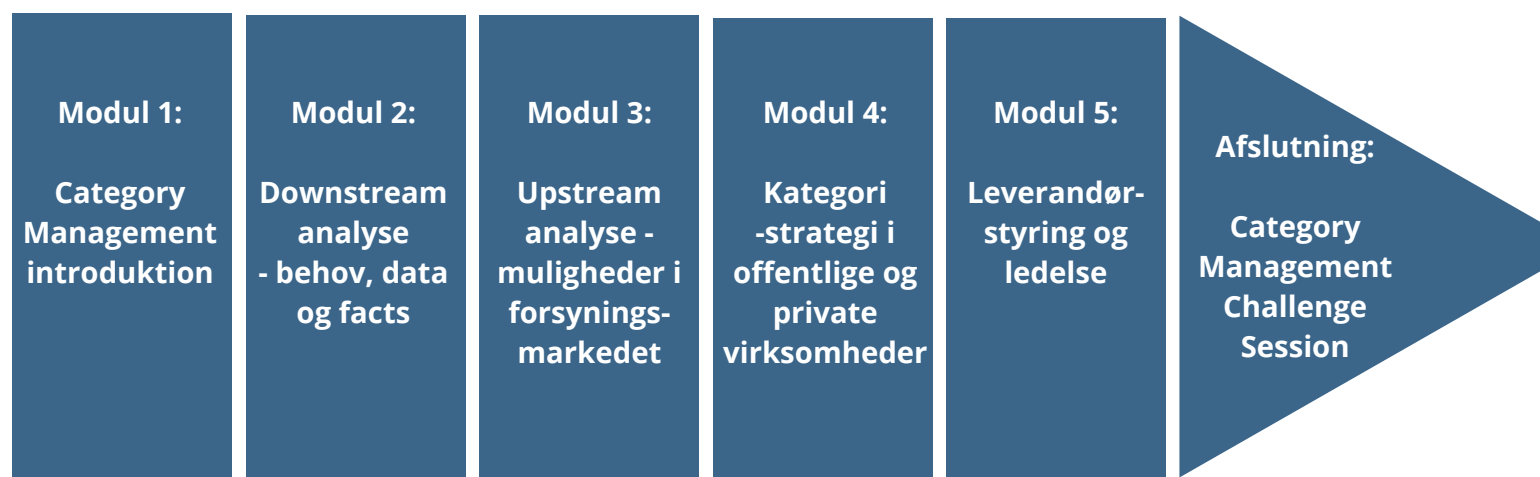 Modul 1:
Category
Management
introduktion
Modul 2:
Downstream
analyse
- behov, data
og facts
Modul 3:
Upstream
analyse -
muligheder i
forsynings-
markedet
Modul 4:
Kategori
-strategi i
offentlige og
private
virksomheder
Modul 5:
Leverandør-
styring og
ledelse
Afslutning:
Category
Management
Challenge
Session